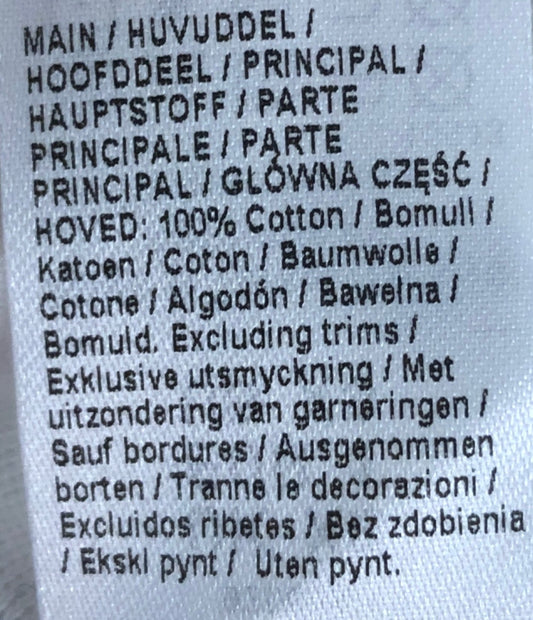 MAIN / HUVUDDEL /
HOOFDDEEL / PRINCIPAL /
HAUPTSTOFF / PARTE
PRINCIPALE / PARTE
PRINCIPAL / GLÓWNA CZĘŚĆ /
HOVED: 100% Cotton / Bomull /
Katoen / Coton / Baumwolle /
Cotone / Algodón / Bawełna /
Bomuld. Excluding trims /
Exklusive utsmyckning / Met
uitzondering van garneringen /
Sauf bordures / Ausgenommen
borten / Tranne le decorazioni /
Excluidos ribetes / Bez zdobienia
/ Ekskl pynt / Uten pynt.